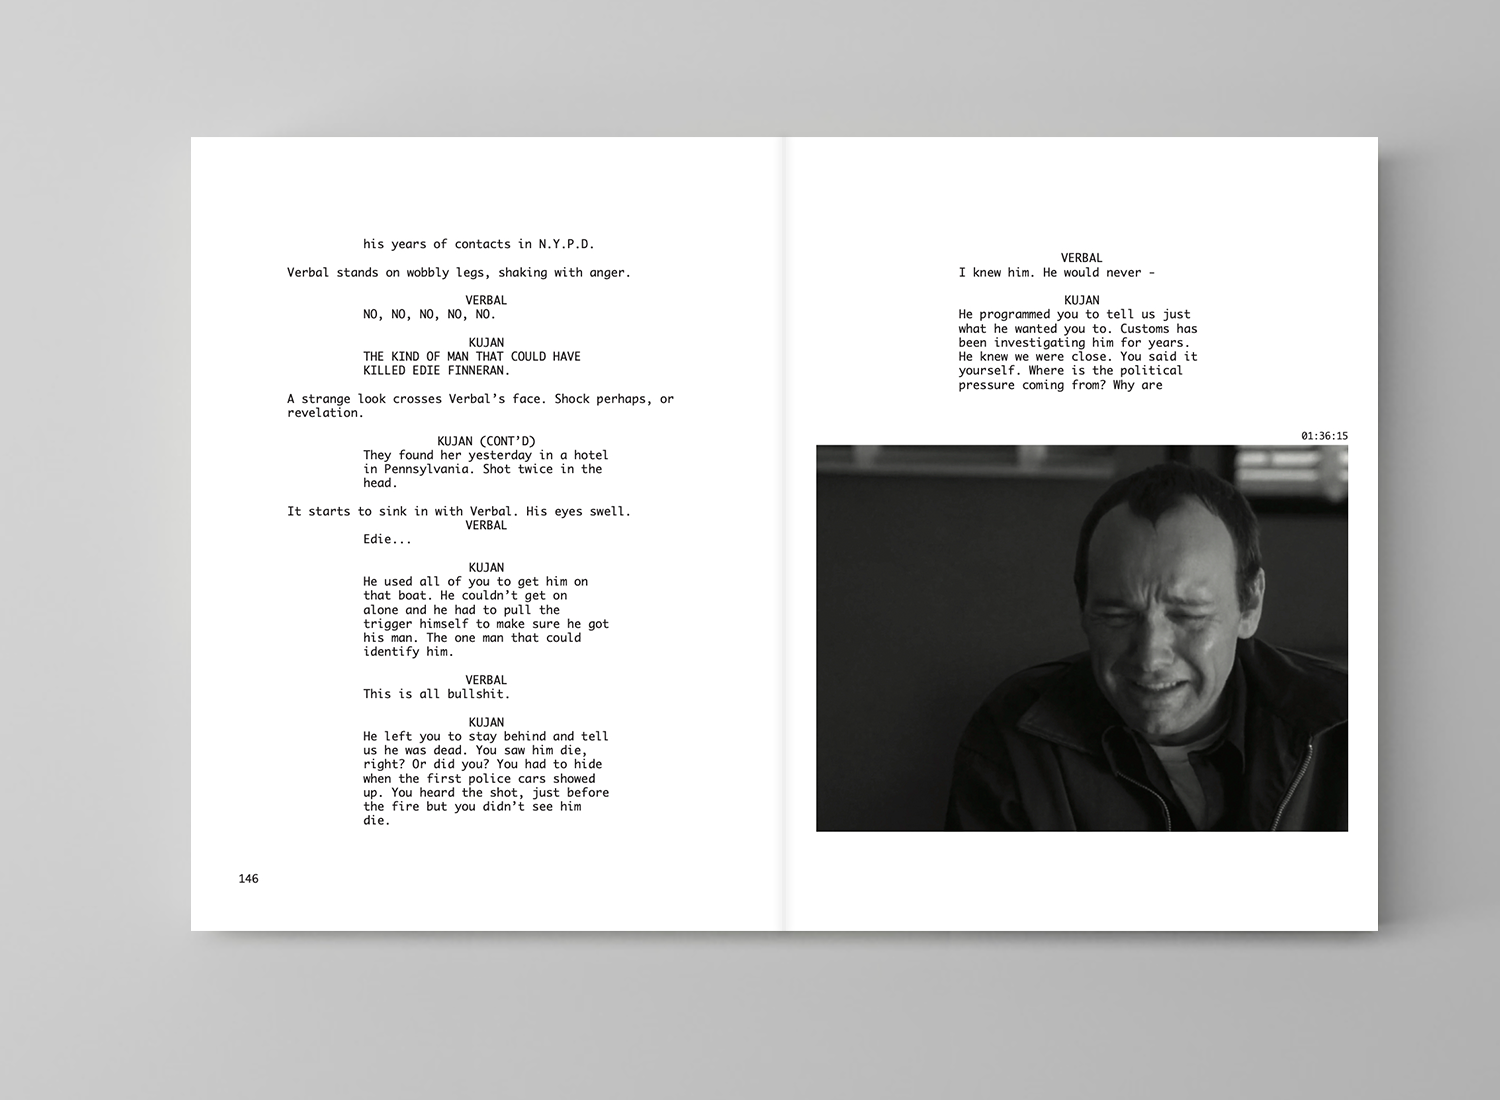 his years of contacts in N.Y.P.D.
Verbal stands on wobbly legs, shaking with anger.
VERBAL
NO, NO, NO, NO, NO.
KUJAN
THE KIND OF MAN THAT COULD HAVE
KILLED EDIE FINNERAN.
A strange look crosses Verbal’s face. Shock perhaps, or
revelation.
KUJAN (CONT’D)
They found her yesterday in a hotel
in Pennsylvania. Shot twice in the
head.
It starts to sink in with Verbal. His eyes swell.
VERBAL
Edie...
KUJAN
He used all of you to get him on
that boat. He couldn’t get on
alone and he had to pull the
trigger himself to make sure he got
his man. The one man that could
identify him.
VERBAL
This is all bullshit.
KUJAN
He left you to stay behind and tell
us he was dead. You saw him die,
right? Or did you? You had to hide
when the first police cars showed
up. You heard the shot, just before
the fire but you didn’t see him
die.
146
VERBAL
I knew him. He would never -
KUJAN
He programmed you to tell us just
what he wanted you to. Customs has
been investigating him for years.
He knew we were close. You said it
yourself. Where is the political
pressure coming from? Why are
01:36:15